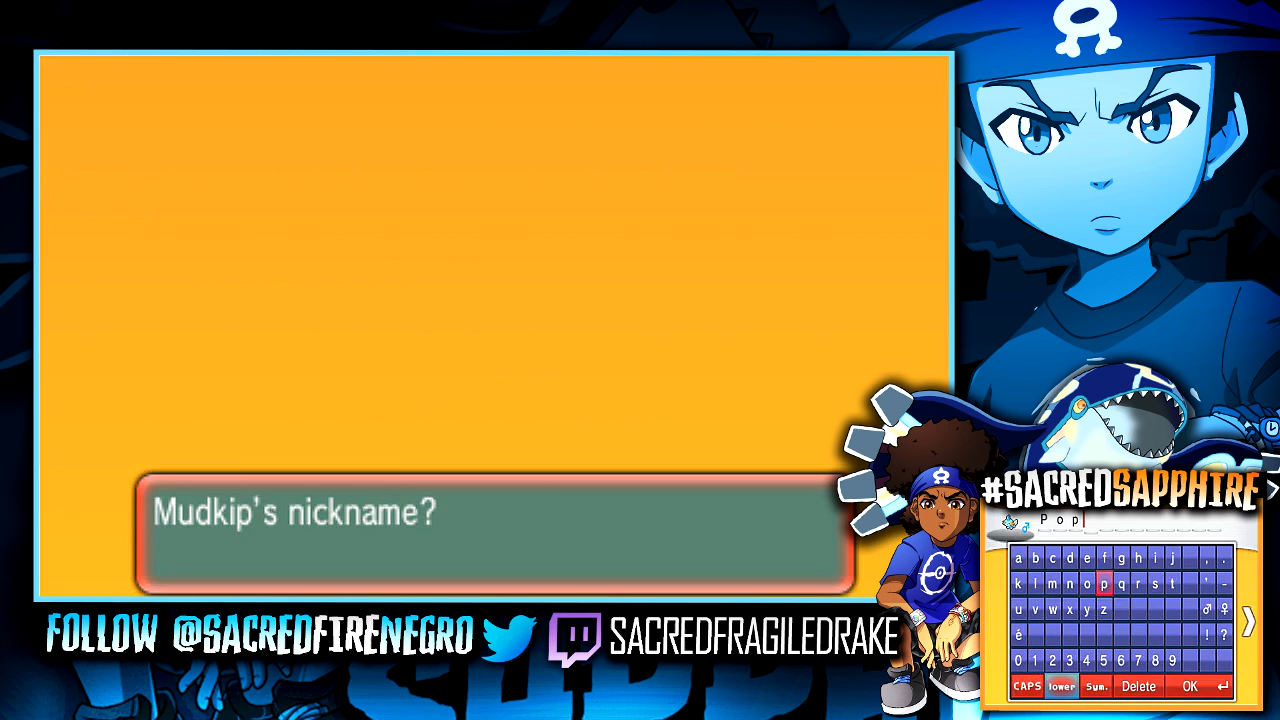 Mudkip's nickname?
#SACREDSAPPHIRE
Pop
a b c d e f g h i j , .
k l m n o p q r s t ' -
u v w x y z ♂ ♀
é ! ?
0 1 2 3 4 5 6 7 8 9
CAPS lower Sym. Delete OK
FOLLOW @SACREDFIRENEGRO
SACREDFRAGILEDRAKE